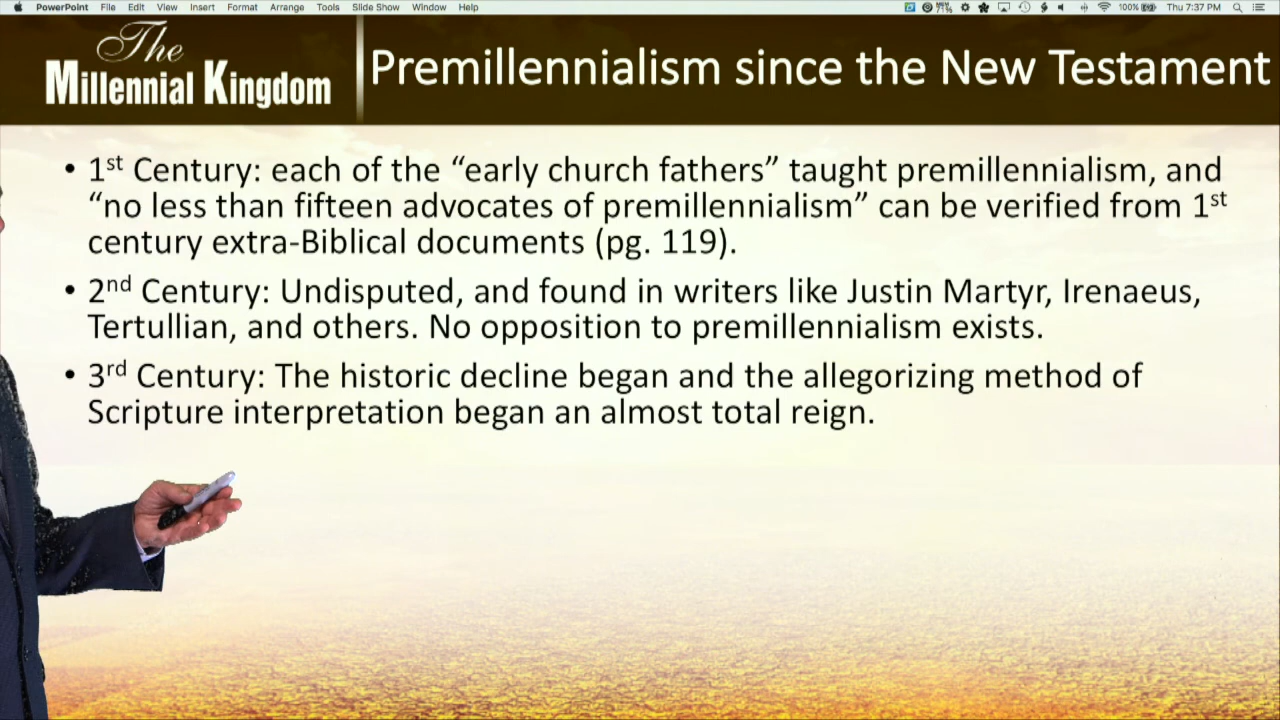 PowerPoint File Edit View Insert Format Arrange Tools Slide Show Window Help 100% Thu 7:37 PM
The
Millennial Kingdom
Premillennialism since the New Testament
• 1st Century: each of the “early church fathers” taught premillennialism, and
“no less than fifteen advocates of premillennialism” can be verified from 1st
century extra-Biblical documents (pg. 119).
• 2nd Century: Undisputed, and found in writers like Justin Martyr, Irenaeus,
Tertullian, and others. No opposition to premillennialism exists.
• 3rd Century: The historic decline began and the allegorizing method of
Scripture interpretation began an almost total reign.